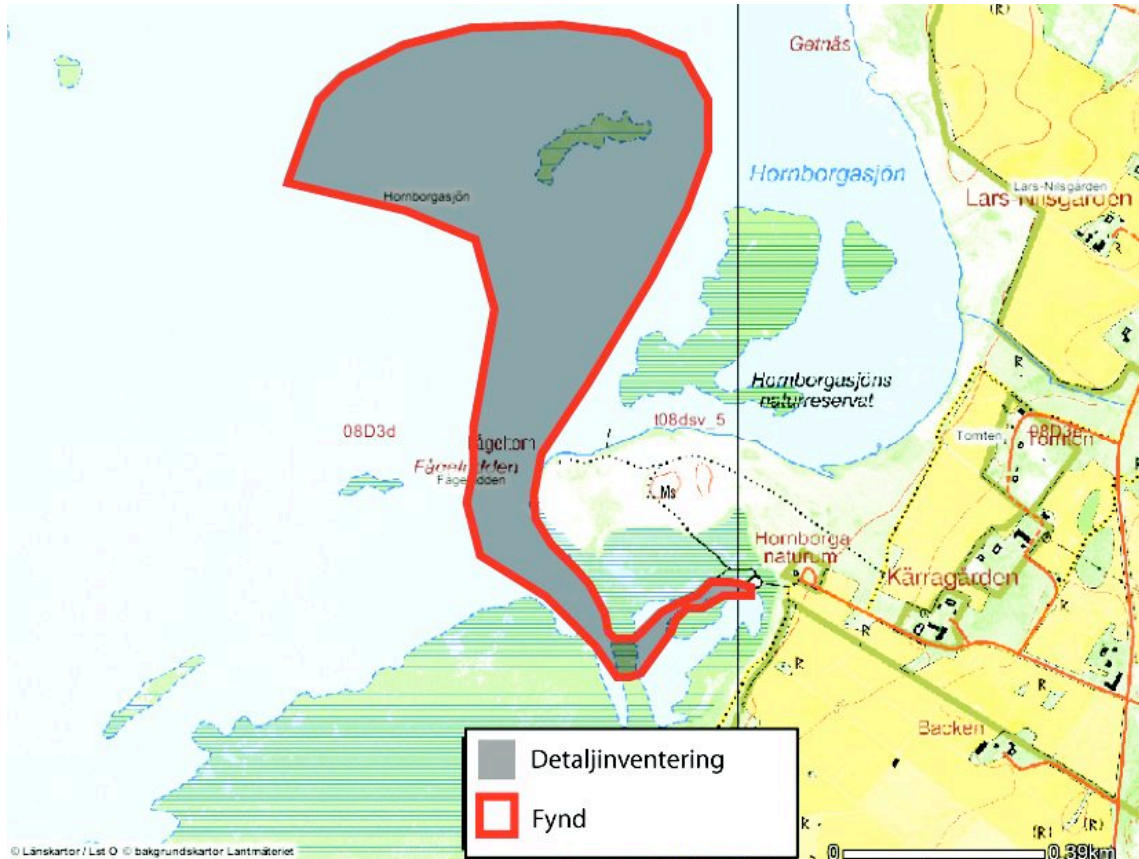 (R)
Getnäs
Hornborgasjön
Lars-Nilsgården
Lars-Nilsgården
R
Hornborgasjön
R
Hornborgasjöns
naturreservat
t08dsv_5
08D3d
Fågeltorn
Tomten
Tomten
Fågeludden
Fågeludden
Ms
Hornborga
naturum
Kärragården
R
R
R
R
R
Backen
Detaljinventering
Fynd
(R)
(R)
0
0.39km
© Länskartor / Lst O © bakgrundskartor Lantmäteriet